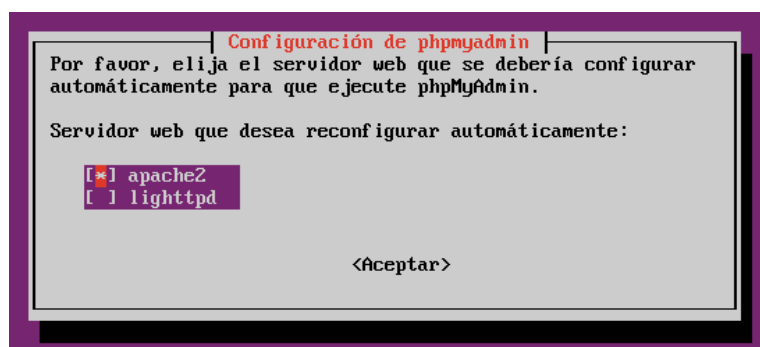 Configuración de phpmyadmin
Por favor, elija el servidor web que se debería configurar
automáticamente para que ejecute phpMyAdmin.
Servidor web que desea reconfigurar automáticamente:
[*] apache2
[ ] lighttpd
<Aceptar>